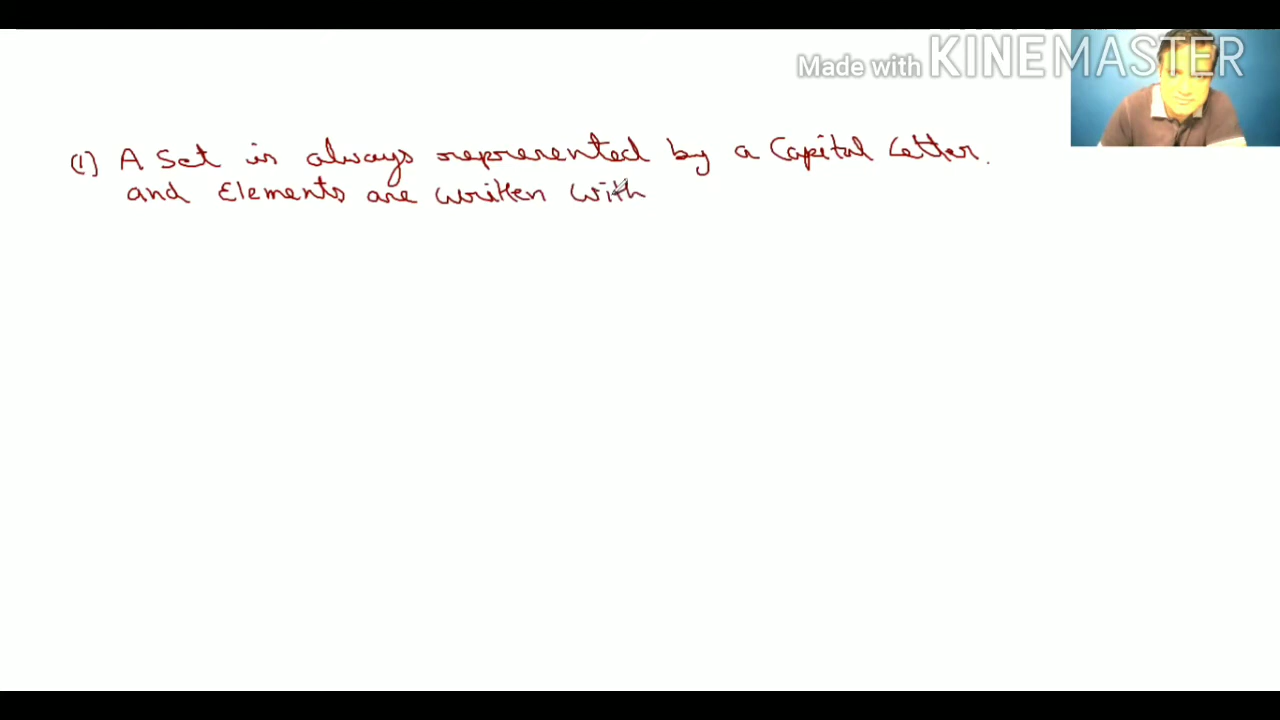 Made with KINEMASTER
(1) A Set is always represented by a Capital Letter.
and Elements are written with